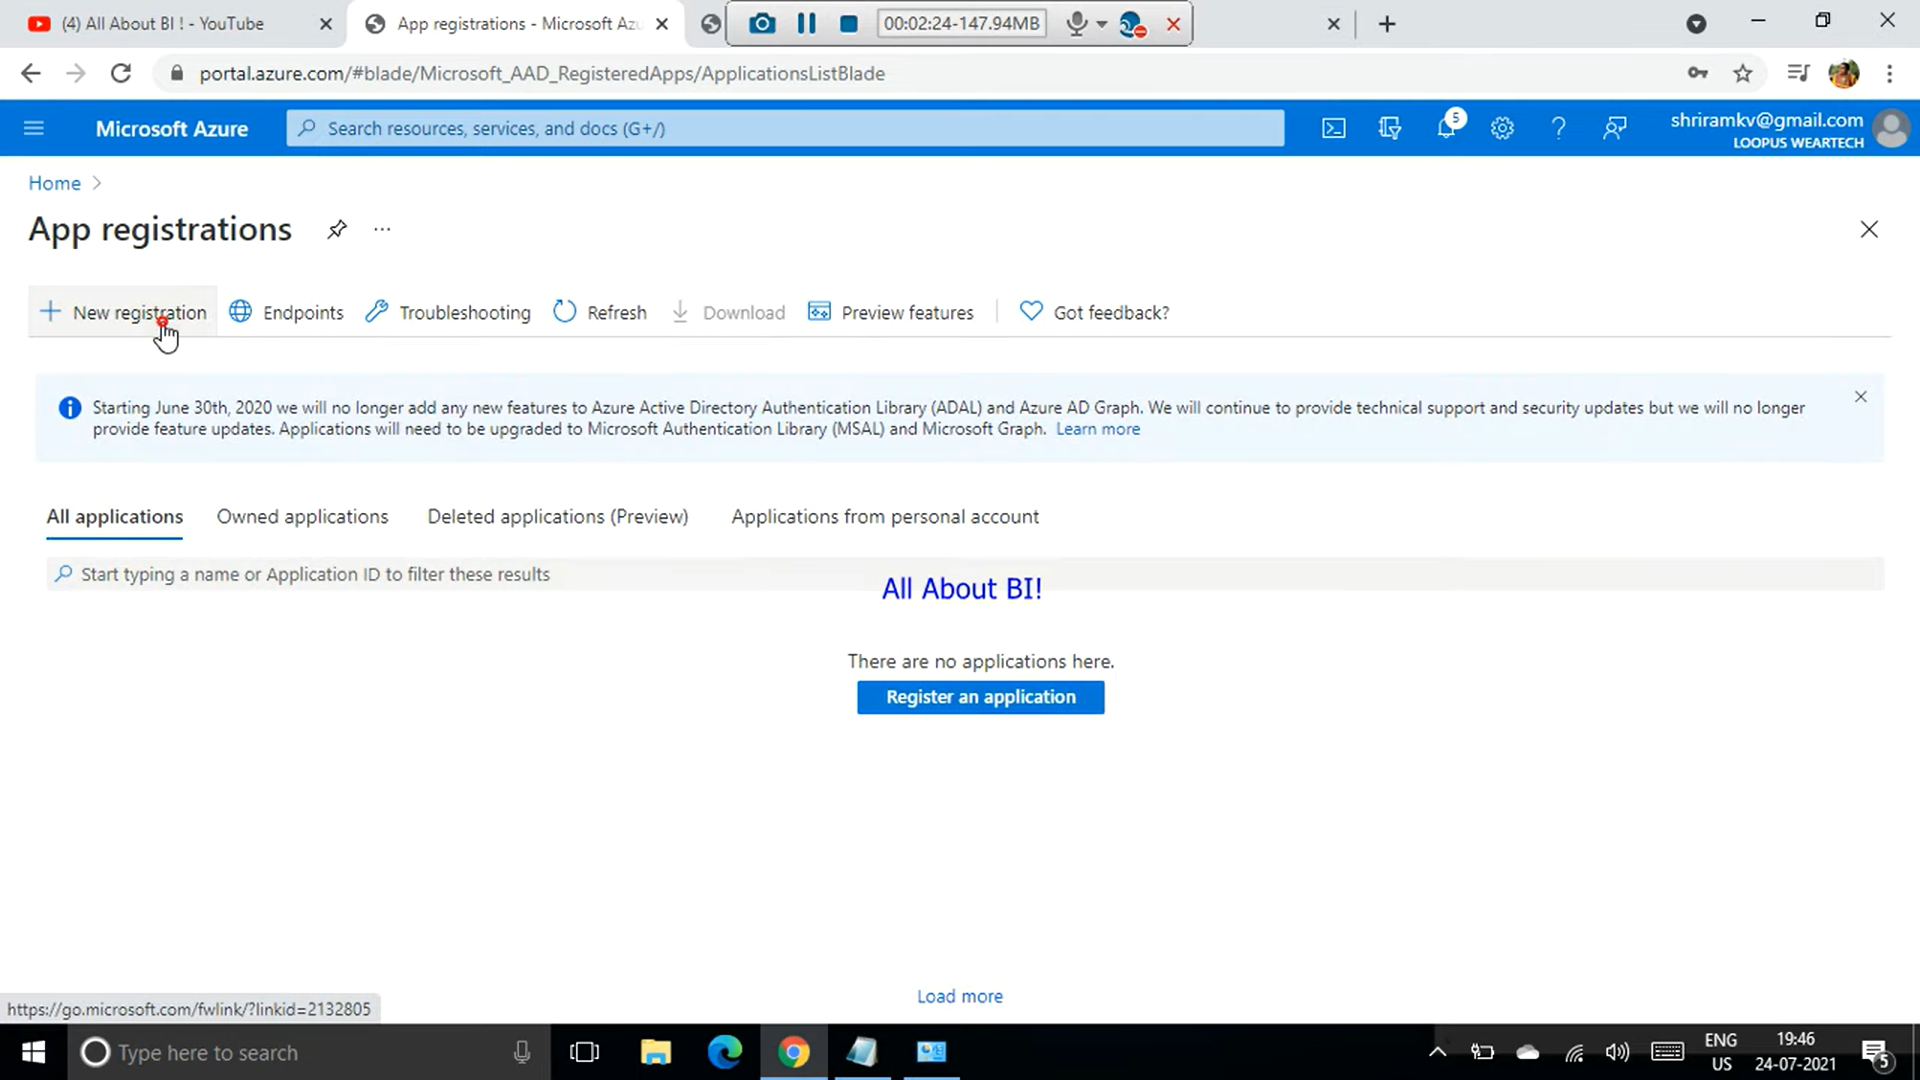 (4) All About BI ! - YouTube
App registrations - Microsoft Azu
00:02:24-147.94MB
portal.azure.com/#blade/Microsoft_AAD_RegisteredApps/ApplicationsListBlade
Microsoft Azure
Search resources, services, and docs (G+/)
5
shriramkv@gmail.com
LOOPUS WEARTECH
Home
App registrations
New registration
Endpoints
Troubleshooting
Refresh
Download
Preview features
Got feedback?
Starting June 30th, 2020 we will no longer add any new features to Azure Active Directory Authentication Library (ADAL) and Azure AD Graph. We will continue to provide technical support and security updates but we will no longer
provide feature updates. Applications will need to be upgraded to Microsoft Authentication Library (MSAL) and Microsoft Graph. Learn more
All applications
Owned applications
Deleted applications (Preview)
Applications from personal account
Start typing a name or Application ID to filter these results
All About BI!
There are no applications here.
Register an application
Load more
https://go.microsoft.com/fwlink/?linkid=2132805
Type here to search
ENG
US
19:46
24-07-2021
5